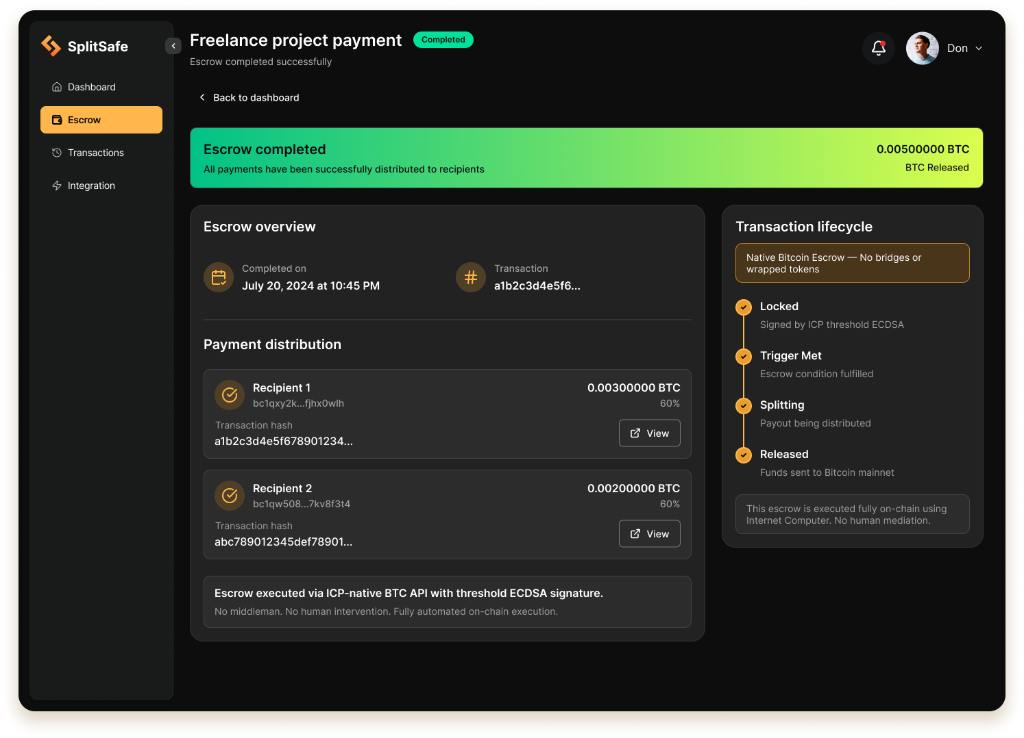 SplitSafe
Dashboard
Escrow
Transactions
Integration
Freelance project payment
Completed
Escrow completed successfully
Don
Back to dashboard
Escrow completed
All payments have been successfully distributed to recipients
0.00500000 BTC
BTC Released
Escrow overview
Completed on
July 20, 2024 at 10:45 PM
Transaction
a1b2c3d4e5f6...
Payment distribution
Recipient 1
bc1qxy2k...fjhx0wlh
0.00300000 BTC
60%
Transaction hash
a1b2c3d4e5f678901234...
View
Recipient 2
bc1qw508...7kv8f3t4
0.00200000 BTC
60%
Transaction hash
abc789012345def78901...
View
Escrow executed via ICP-native BTC API with threshold ECDSA signature.
No middleman. No human intervention. Fully automated on-chain execution.
Transaction lifecycle
Native Bitcoin Escrow — No bridges or
wrapped tokens
Locked
Signed by ICP threshold ECDSA
Trigger Met
Escrow condition fulfilled
Splitting
Payout being distributed
Released
Funds sent to Bitcoin mainnet
This escrow is executed fully on-chain using
Internet Computer. No human mediation.